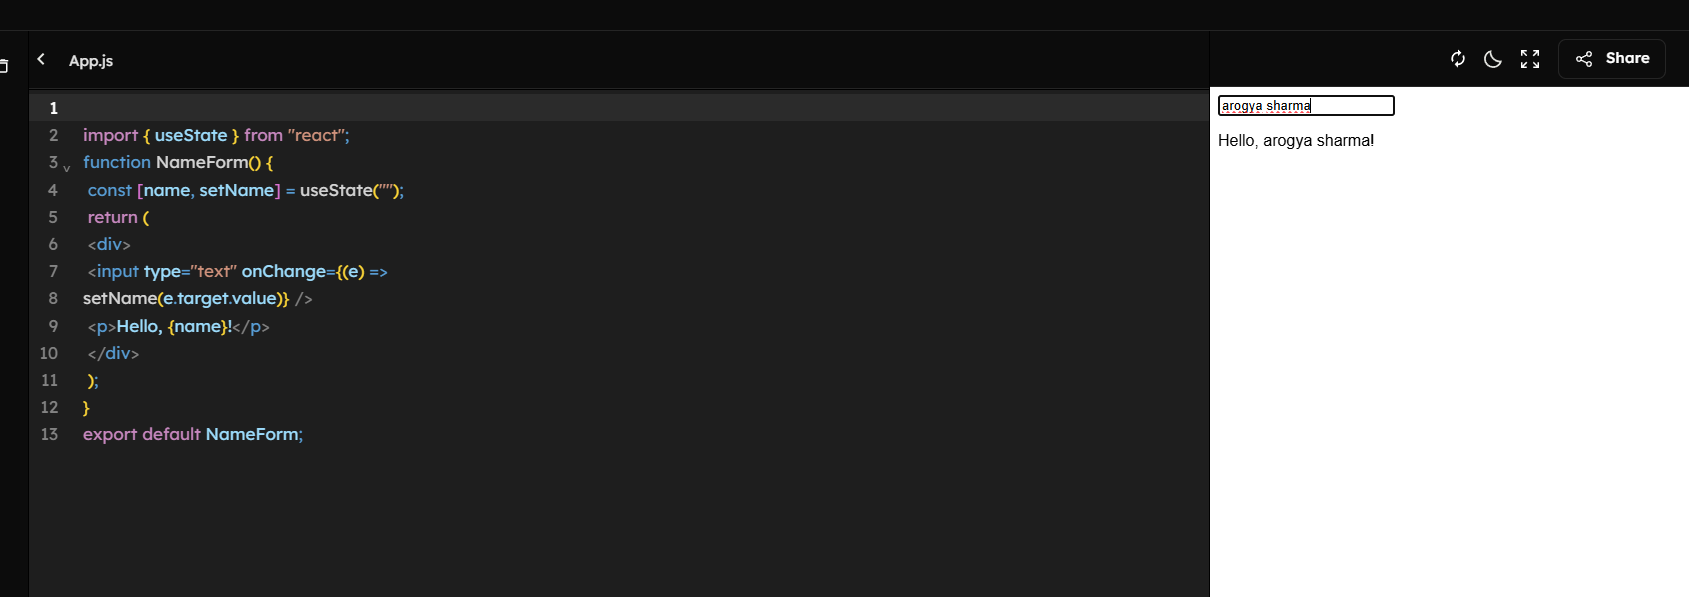 App.js
Share
1
2 import { useState } from "react";
3 function NameForm() {
4 const [name, setName] = useState("");
5 return (
6 <div>
7 <input type="text" onChange={(e) =>
8 setName(e.target.value)} />
9 <p>Hello, {name}!</p>
10 </div>
11 );
12 }
13 export default NameForm;
arogya sharma
Hello, arogya sharma!